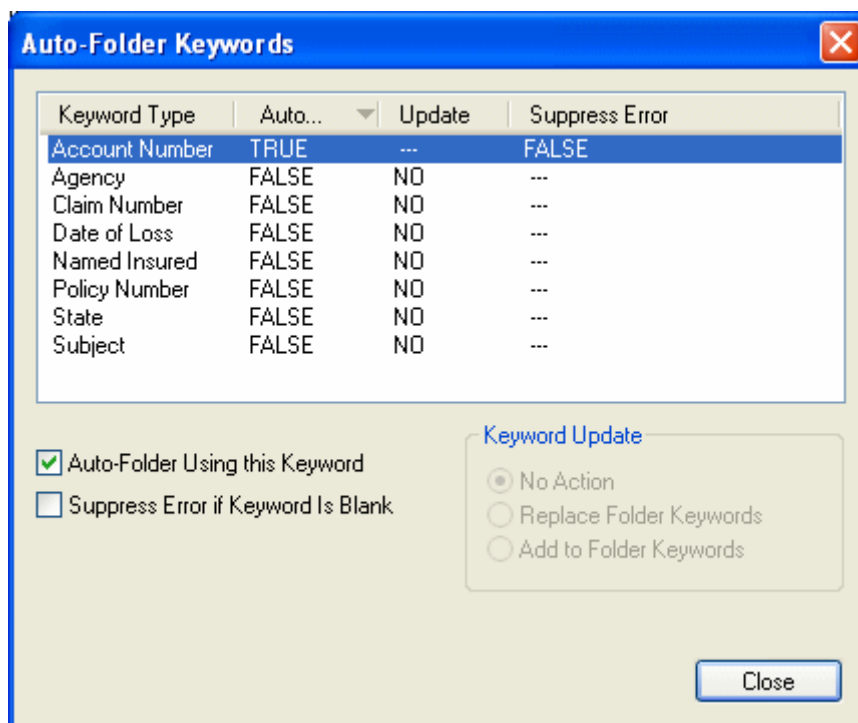 Auto-Folder Keywords
Keyword Type Auto... Update Suppress Error
Account Number TRUE --- FALSE
Agency FALSE NO ---
Claim Number FALSE NO ---
Date of Loss FALSE NO ---
Named Insured FALSE NO ---
Policy Number FALSE NO ---
State FALSE NO ---
Subject FALSE NO ---
Auto-Folder Using this Keyword
Suppress Error if Keyword Is Blank
Keyword Update
No Action
Replace Folder Keywords
Add to Folder Keywords
Close